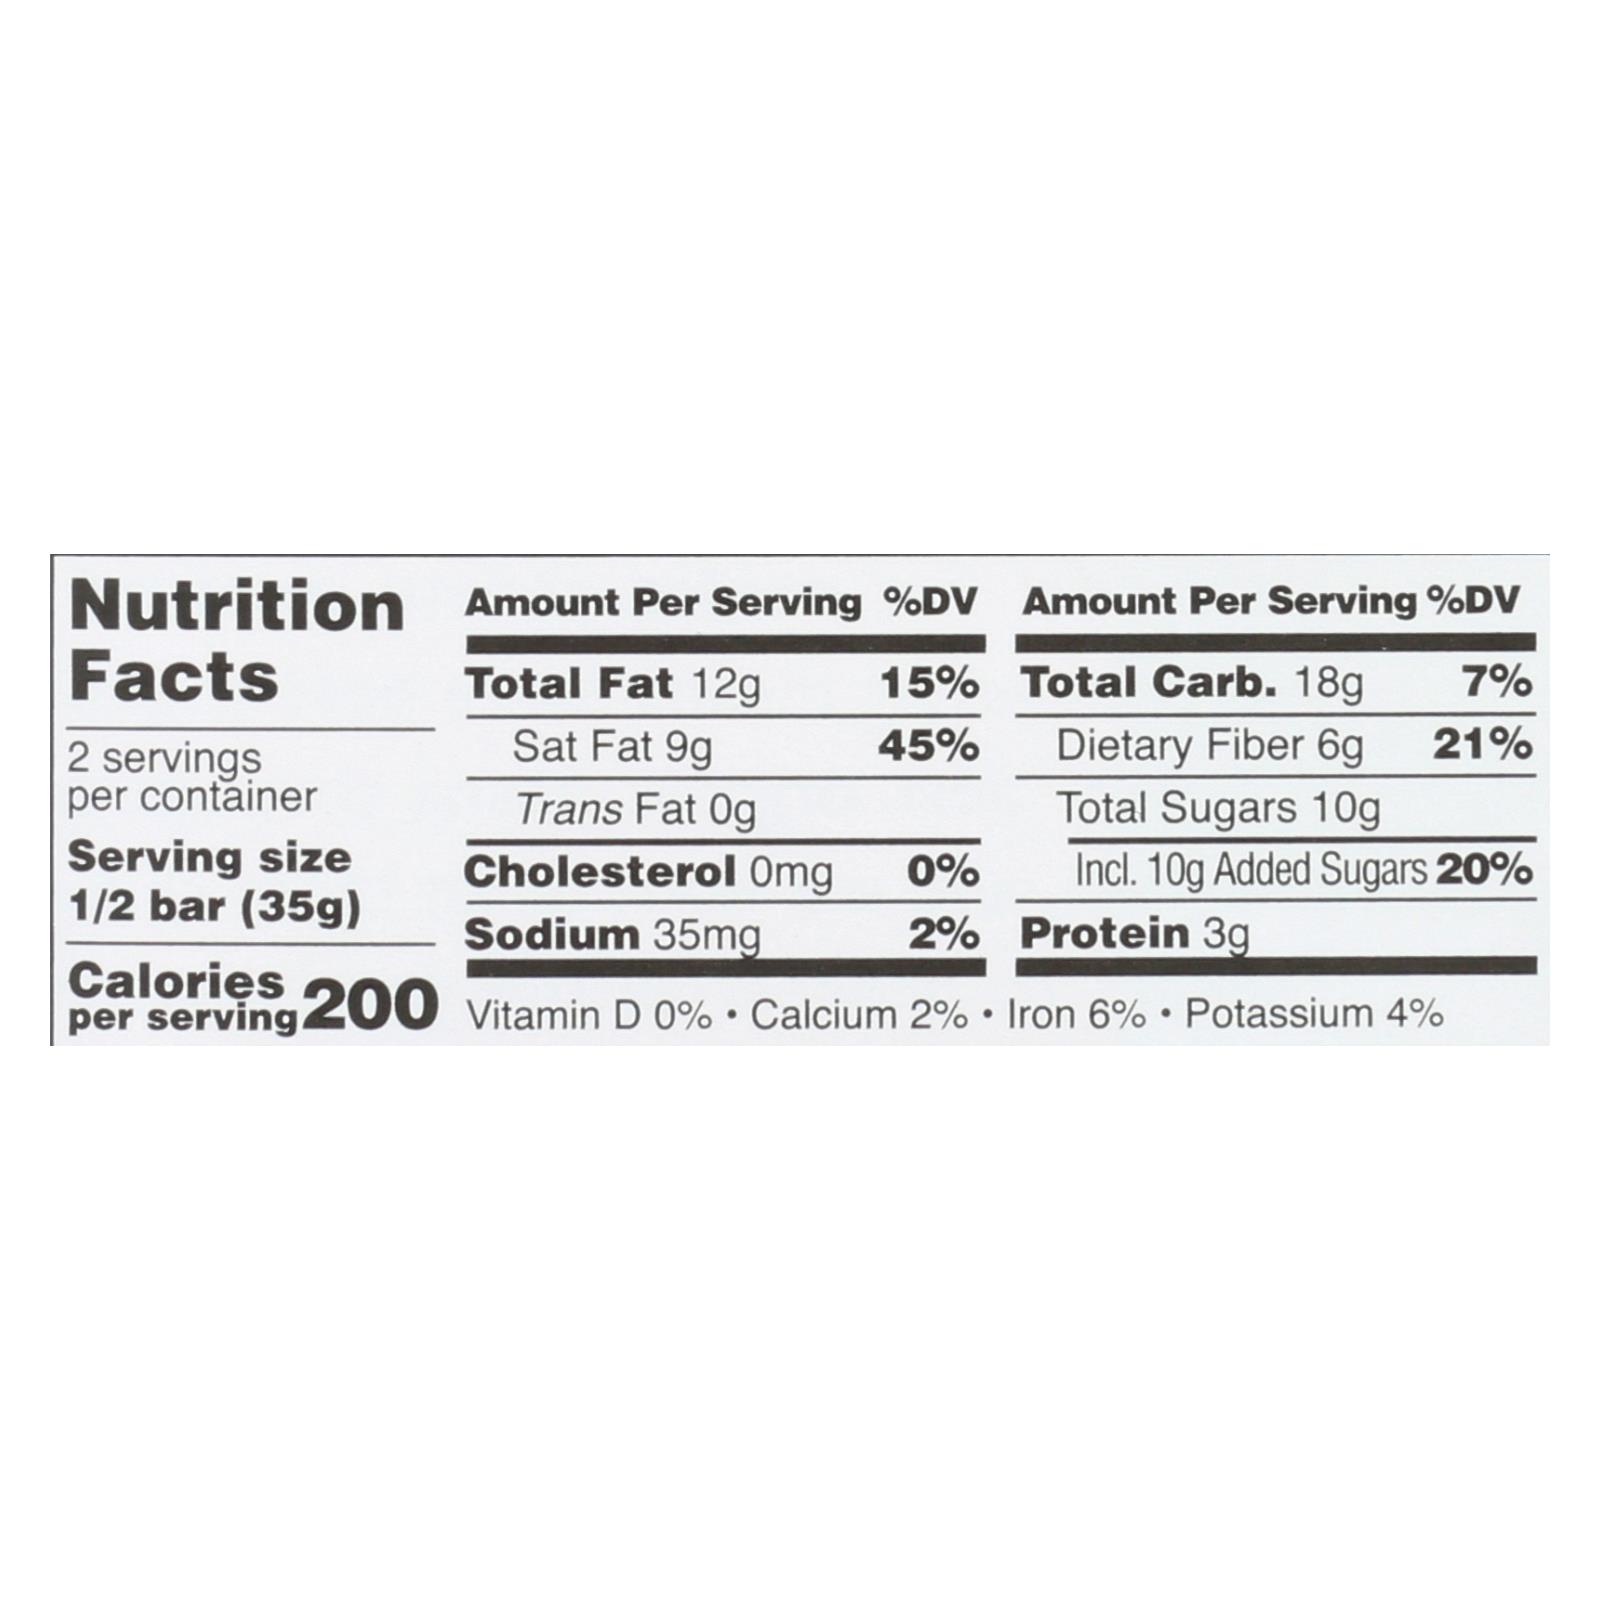 Nutrition
Facts
2 servings
per container
Serving size
1/2 bar (35g)
Calories
per serving 200
Amount Per Serving %DV
Total Fat 12g 15%
Sat Fat 9g 45%
Trans Fat 0g
Cholesterol 0mg 0%
Sodium 35mg 2%
Amount Per Serving %DV
Total Carb. 18g 7%
Dietary Fiber 6g 21%
Total Sugars 10g
Incl. 10g Added Sugars 20%
Protein 3g
Vitamin D 0% • Calcium 2% • Iron 6% • Potassium 4%